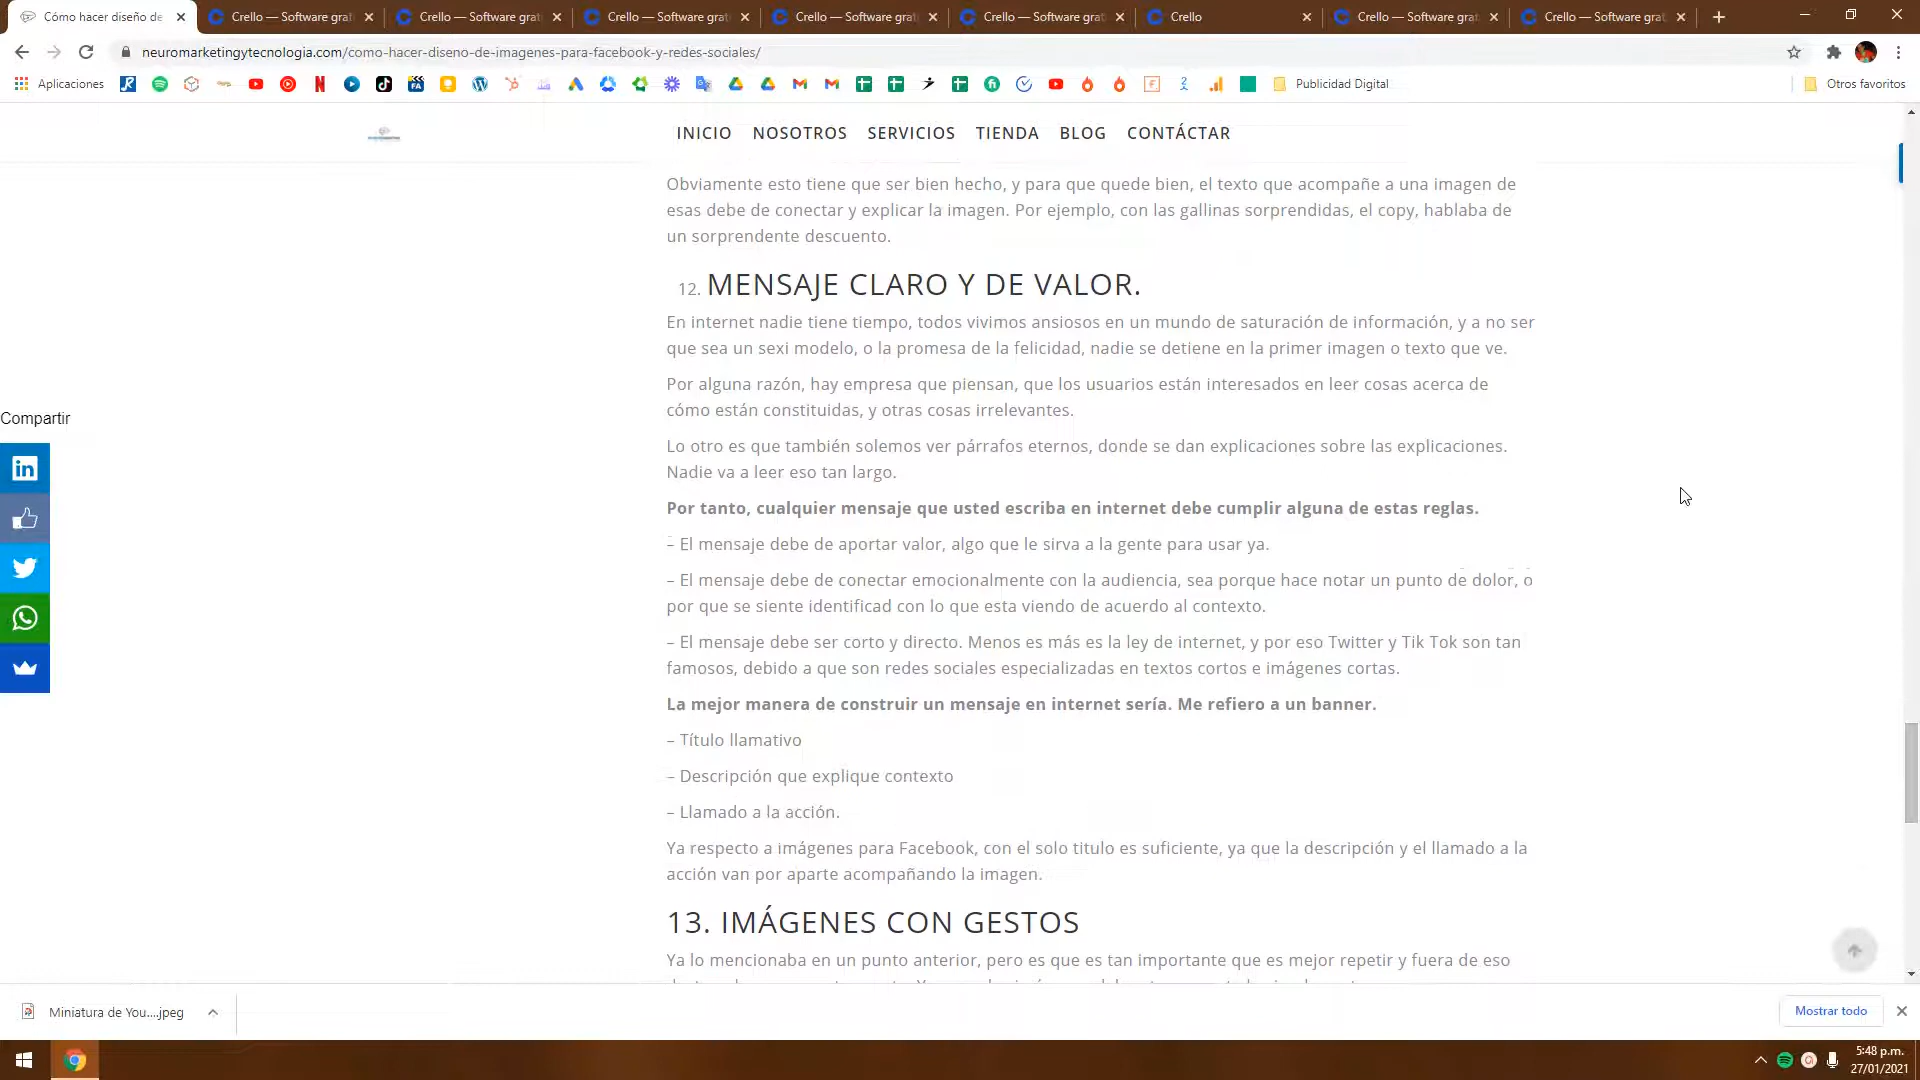 Cómo hacer diseño de
Crello — Software grat
Crello — Software grat
Crello — Software grat
Crello — Software grat
Crello — Software grat
Crello
Crello — Software grat
Crello — Software grat
neuromarketingytecnologia.com/como-hacer-diseno-de-imagenes-para-facebook-y-redes-sociales/
Aplicaciones
Publicidad Digital
Otros favoritos
INICIO NOSOTROS SERVICIOS TIENDA BLOG CONTÁCTAR
Obviamente esto tiene que ser bien hecho, y para que quede bien, el texto que acompañe a una imagen de
esas debe de conectar y explicar la imagen. Por ejemplo, con las gallinas sorprendidas, el copy, hablaba de
un sorprendente descuento.
12. MENSAJE CLARO Y DE VALOR.
En internet nadie tiene tiempo, todos vivimos ansiosos en un mundo de saturación de información, y a no ser
que sea un sexi modelo, o la promesa de la felicidad, nadie se detiene en la primer imagen o texto que ve.
Por alguna razón, hay empresa que piensan, que los usuarios están interesados en leer cosas acerca de
cómo están constituidas, y otras cosas irrelevantes.
Lo otro es que también solemos ver párrafos eternos, donde se dan explicaciones sobre las explicaciones.
Nadie va a leer eso tan largo.
Por tanto, cualquier mensaje que usted escriba en internet debe cumplir alguna de estas reglas.
– El mensaje debe de aportar valor, algo que le sirva a la gente para usar ya.
– El mensaje debe de conectar emocionalmente con la audiencia, sea porque hace notar un punto de dolor, o
por que se siente identificad con lo que esta viendo de acuerdo al contexto.
– El mensaje debe ser corto y directo. Menos es más es la ley de internet, y por eso Twitter y Tik Tok son tan
famosos, debido a que son redes sociales especializadas en textos cortos e imágenes cortas.
La mejor manera de construir un mensaje en internet sería. Me refiero a un banner.
– Título llamativo
– Descripción que explique contexto
– Llamado a la acción.
Ya respecto a imágenes para Facebook, con el solo titulo es suficiente, ya que la descripción y el llamado a la
acción van por aparte acompañando la imagen.
13. IMÁGENES CON GESTOS
Ya lo mencionaba en un punto anterior, pero es que es tan importante que es mejor repetir y fuera de eso
Compartir
Miniatura de You....jpeg
Mostrar todo
5:48 p.m.
27/01/2021